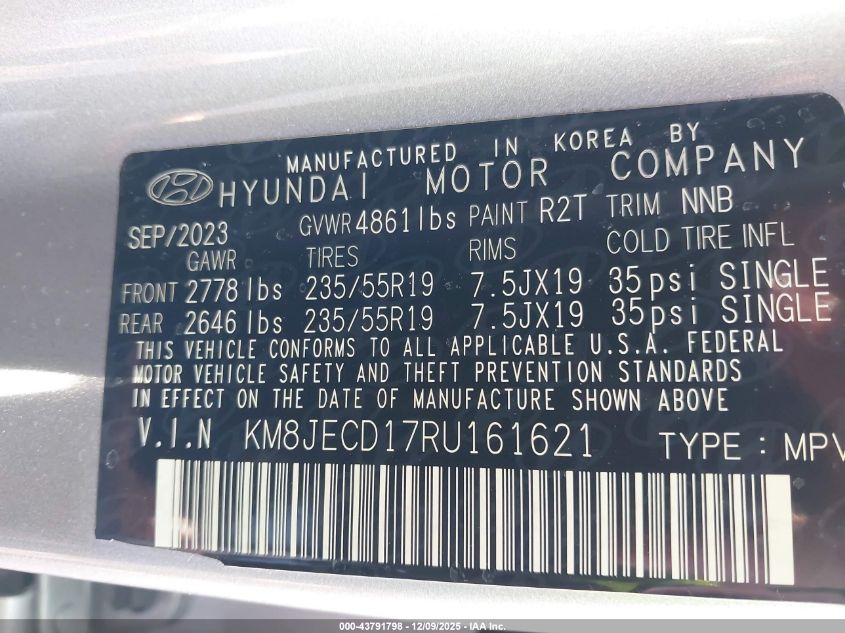 MANUFACTURED IN KOREA BY
HYUNDAI MOTOR COMPANY
SEP/2023 GVWR 4861 lbs PAINT R2T TRIM NNB
GAWR TIRES RIMS COLD TIRE INFL
FRONT 2778 lbs 235/55R19 7.5JX19 35psi SINGLE
REAR 2646 lbs 235/55R19 7.5JX19 35psi SINGLE
THIS VEHICLE CONFORMS TO ALL APPLICABLE U.S.A. FEDERAL
MOTOR VEHICLE SAFETY AND THEFT PREVENTION STANDARDS
IN EFFECT ON THE DATE OF MANUFACTURE SHOWN ABOVE
V.I.N KM8JECD17RU161621 TYPE : MPV
000-43791798 - 12/09/2025 - IAA Inc.